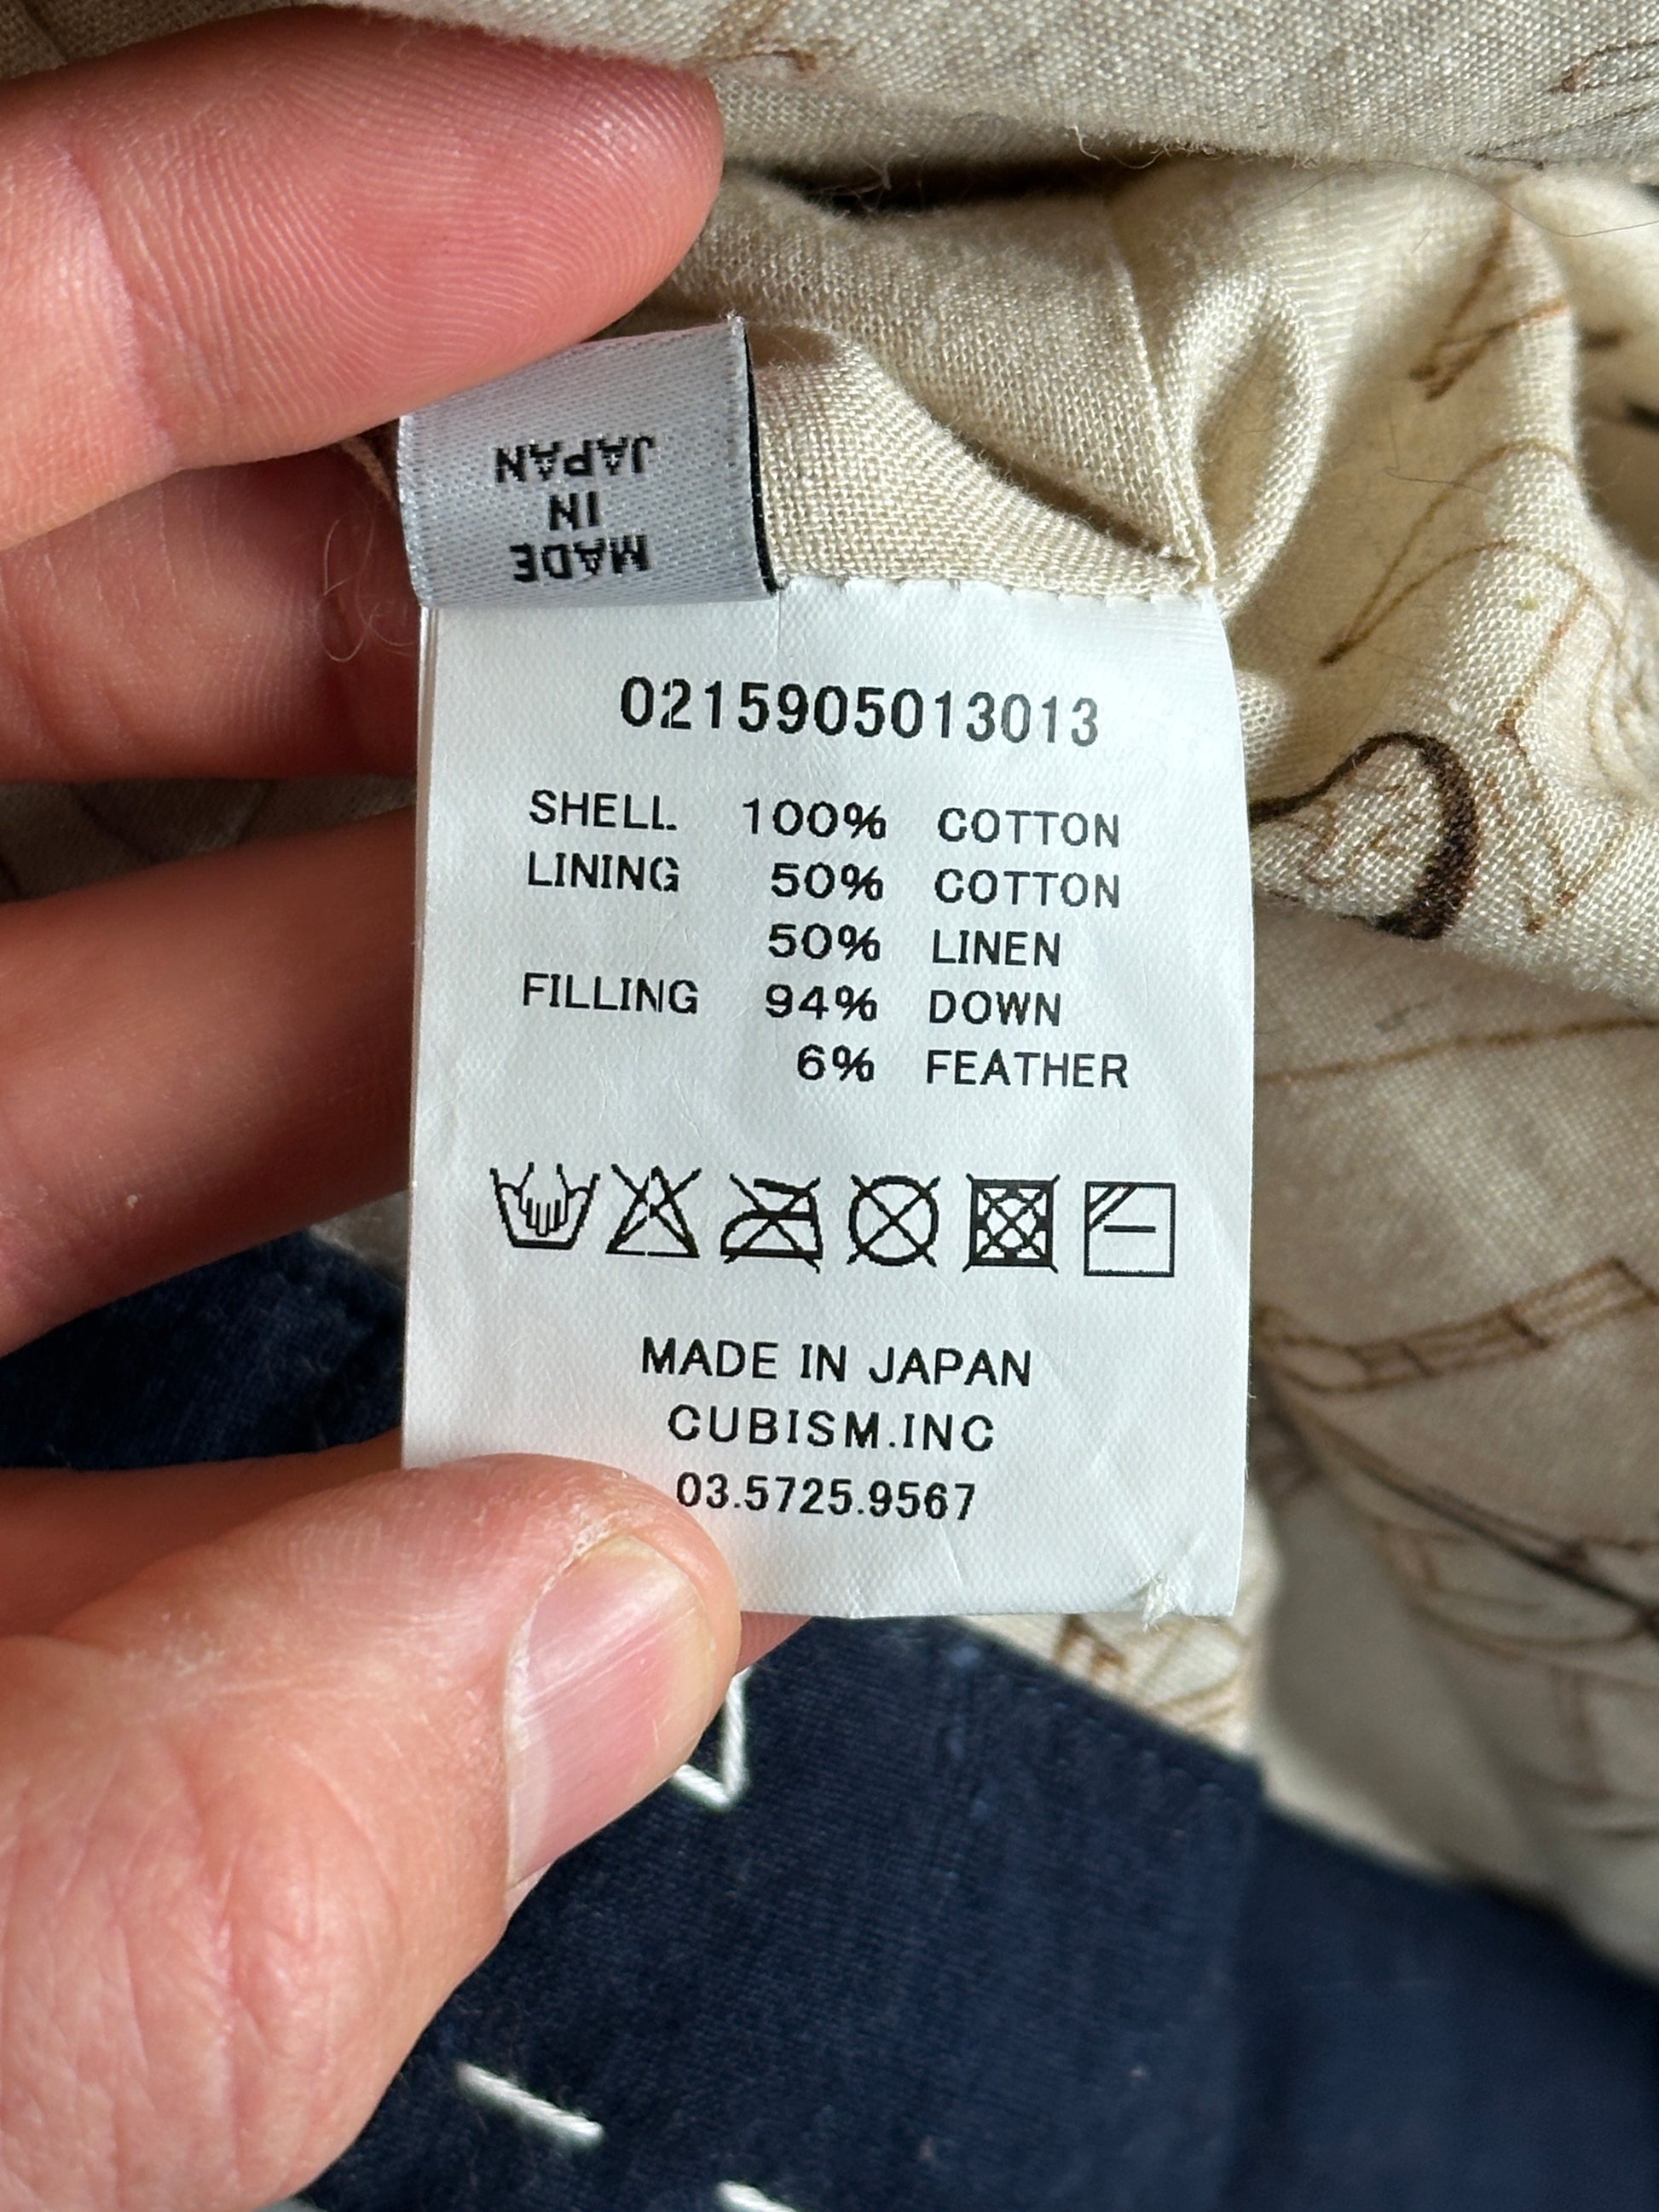 MADE
IN
JAPAN
0215905013013
SHELL 100% COTTON
LINING 50% COTTON
50% LINEN
FILLING 94% DOWN
6% FEATHER
MADE IN JAPAN
CUBISM.INC
03.5725.9567